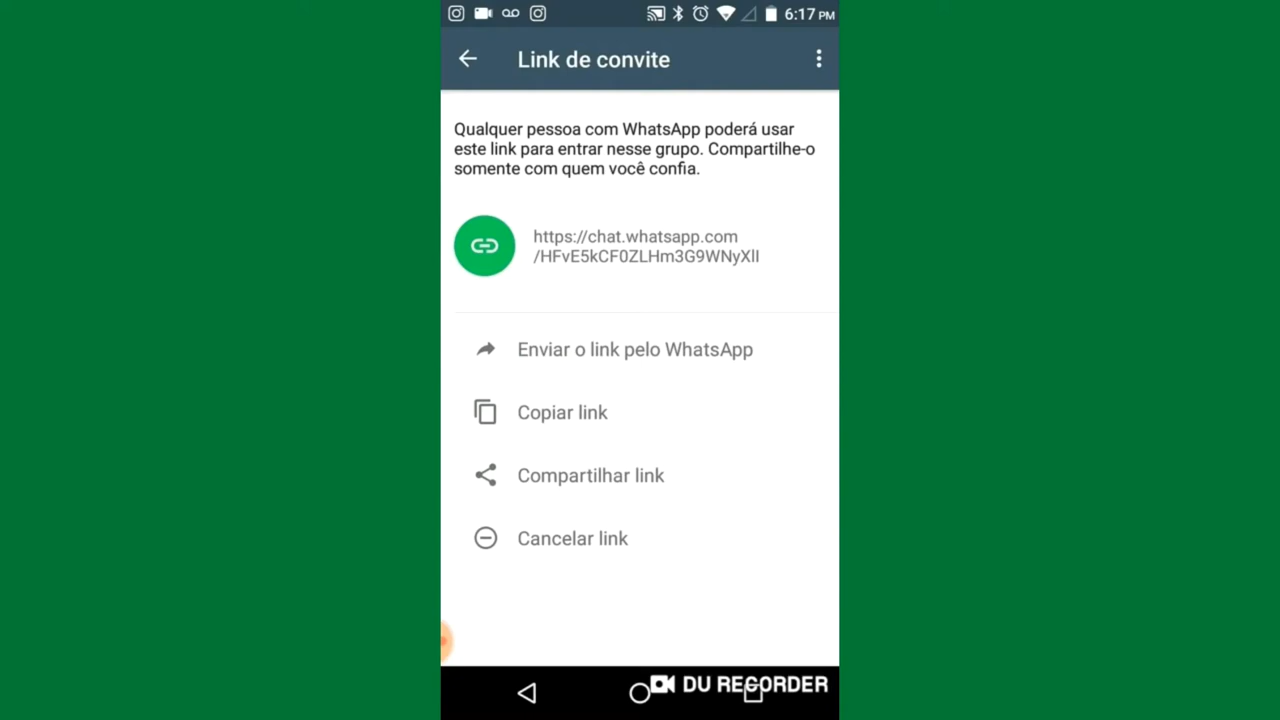 6:17 PM
Link de convite
Qualquer pessoa com WhatsApp poderá usar
este link para entrar nesse grupo. Compartilhe-o
somente com quem você confia.
https://chat.whatsapp.com
/HFvE5kCF0ZLHm3G9WNyXlI
Enviar o link pelo WhatsApp
Copiar link
Compartilhar link
Cancelar link
DU RECORDER